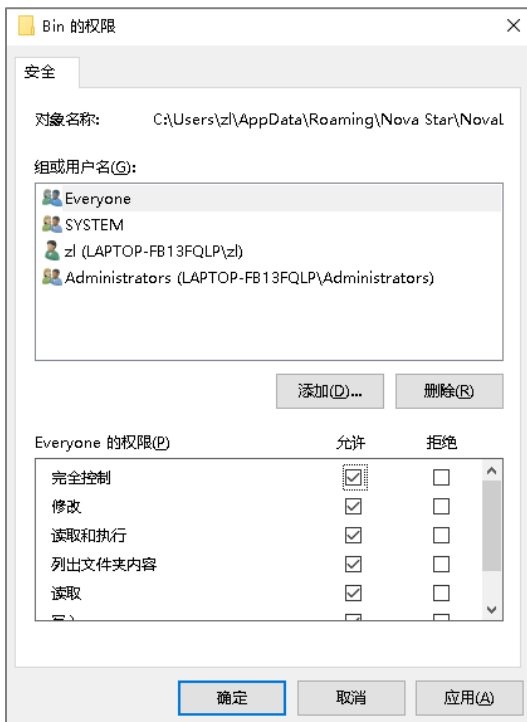 Bin 的权限
安全
对象名称: C:\Users\zl\AppData\Roaming\Nova Star\NovaL
组或用户名(G):
Everyone
SYSTEM
zl (LAPTOP-FB13FQLP\zl)
Administrators (LAPTOP-FB13FQLP\Administrators)
添加(D)... 删除(R)
Everyone 的权限(P) 允许 拒绝
完全控制
修改
读取和执行
列出文件夹内容
读取
确定 取消 应用(A)